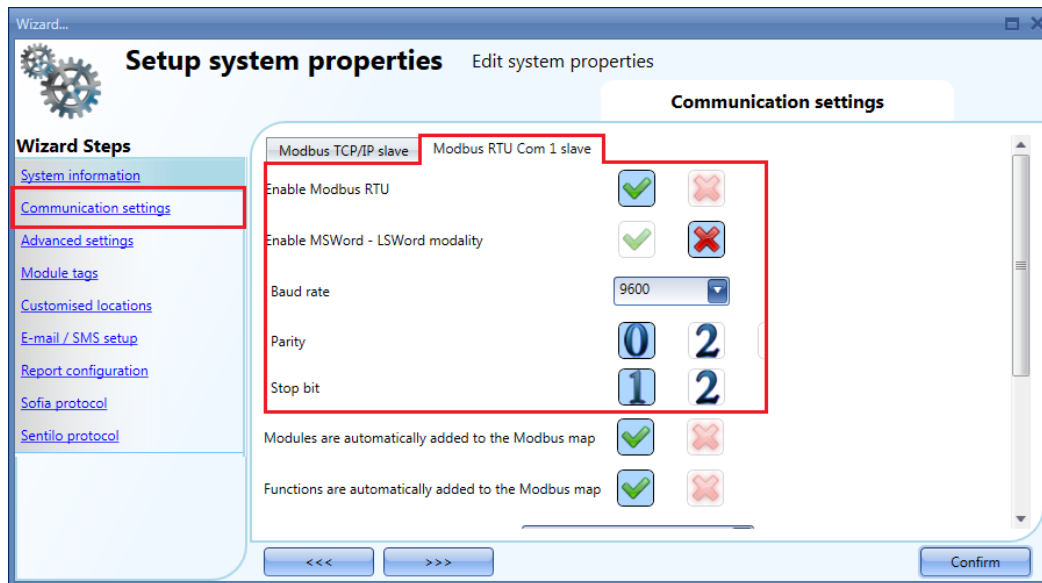 Wizard...
Setup system properties Edit system properties
Communication settings
Wizard Steps
System information
Communication settings
Advanced settings
Module tags
Customised locations
E-mail / SMS setup
Report configuration
Sofia protocol
Sentilo protocol
Modbus TCP/IP slave Modbus RTU Com 1 slave
Enable Modbus RTU
Enable MSWord - LSWord modality
Baud rate 9600
Parity 0 2
Stop bit 1 2
Modules are automatically added to the Modbus map
Functions are automatically added to the Modbus map
<<< >>> Confirm